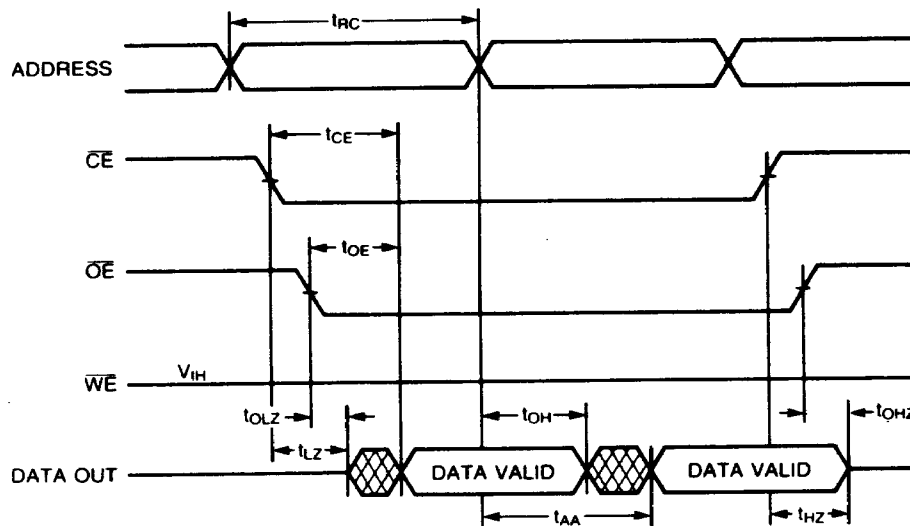 tRC
ADDRESS
tCE
CE
tOE
OE
VIH
WE
tOLZ
tOH
tOHZ
tLZ
DATA OUT
DATA VALID
DATA VALID
tAA
tHZ